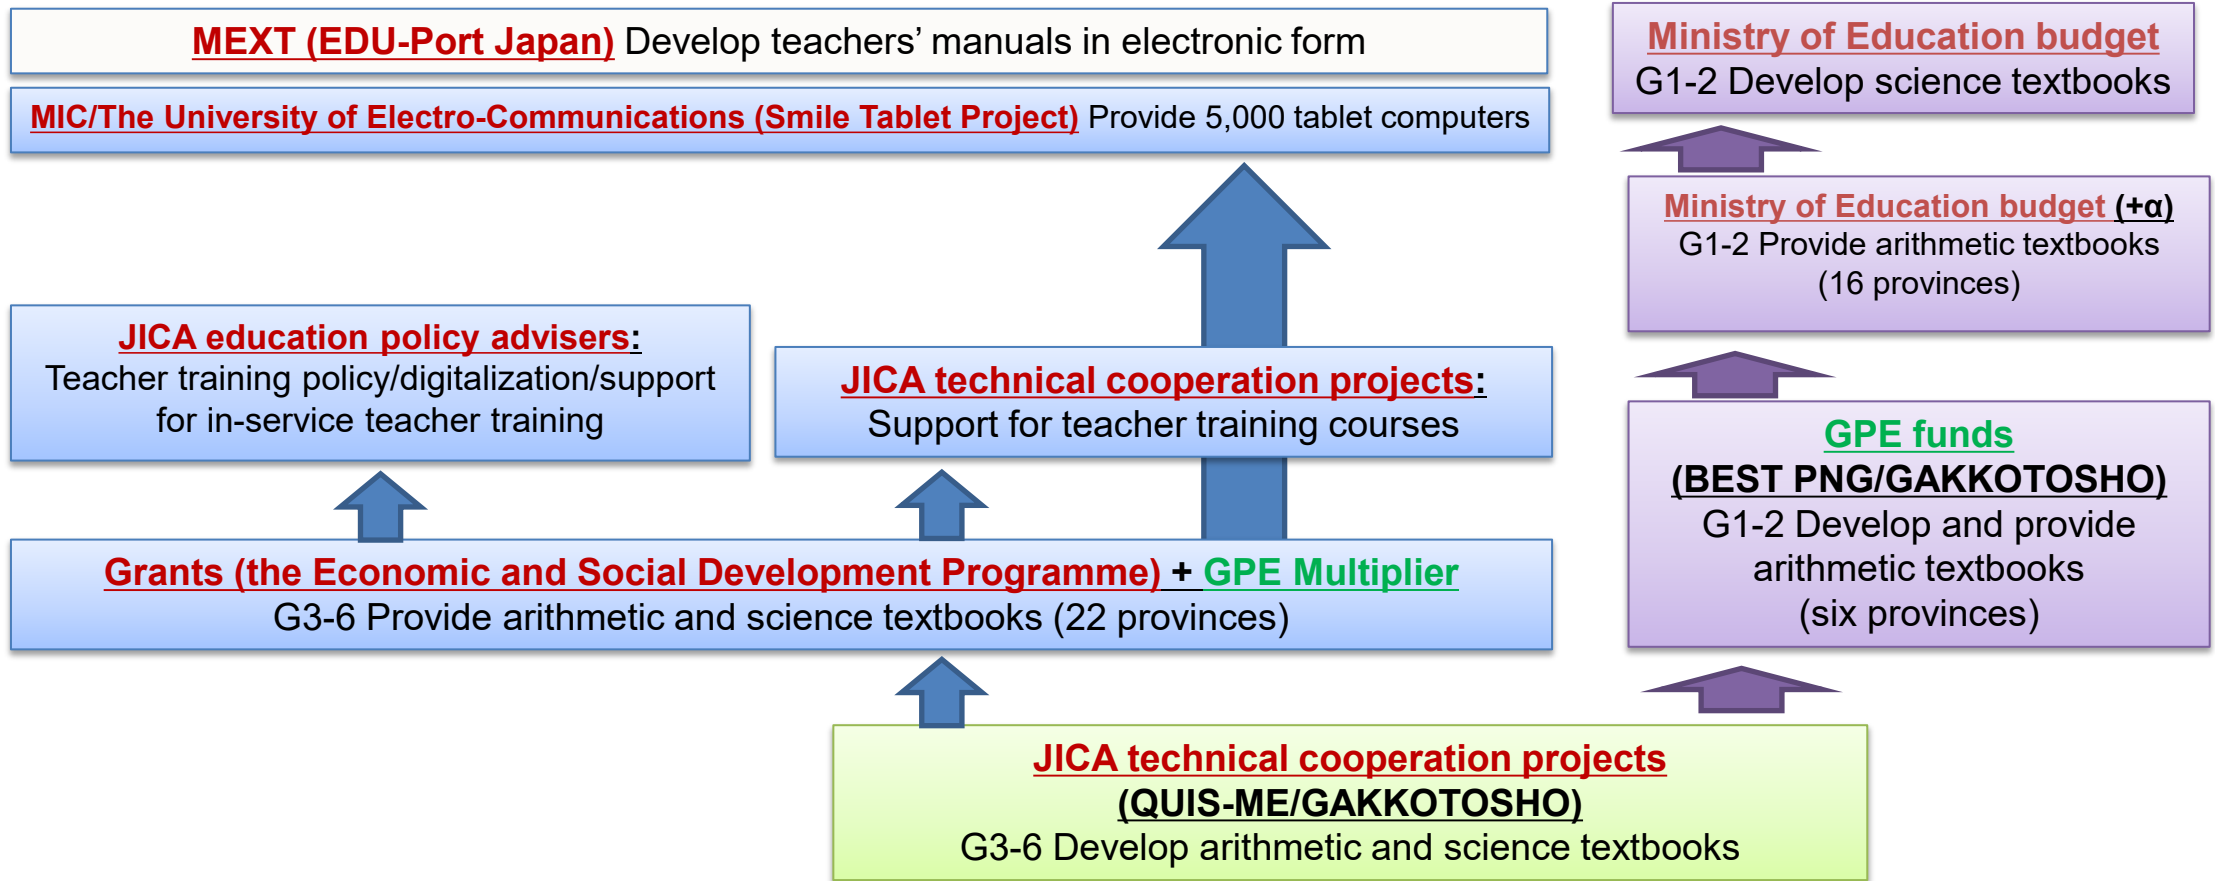 MEXT (EDU-Port Japan) Develop teachers’ manuals in electronic form
MIC/The University of Electro-Communications (Smile Tablet Project) Provide 5,000 tablet computers
Ministry of Education budget
G1-2 Develop science textbooks
Ministry of Education budget (+α)
G1-2 Provide arithmetic textbooks
(16 provinces)
JICA education policy advisers:
Teacher training policy/digitalization/support
for in-service teacher training
JICA technical cooperation projects:
Support for teacher training courses
GPE funds
(BEST PNG/GAKKOTOSHO)
G1-2 Develop and provide
arithmetic textbooks
(six provinces)
Grants (the Economic and Social Development Programme) + GPE Multiplier
G3-6 Provide arithmetic and science textbooks (22 provinces)
JICA technical cooperation projects
(QUIS-ME/GAKKOTOSHO)
G3-6 Develop arithmetic and science textbooks